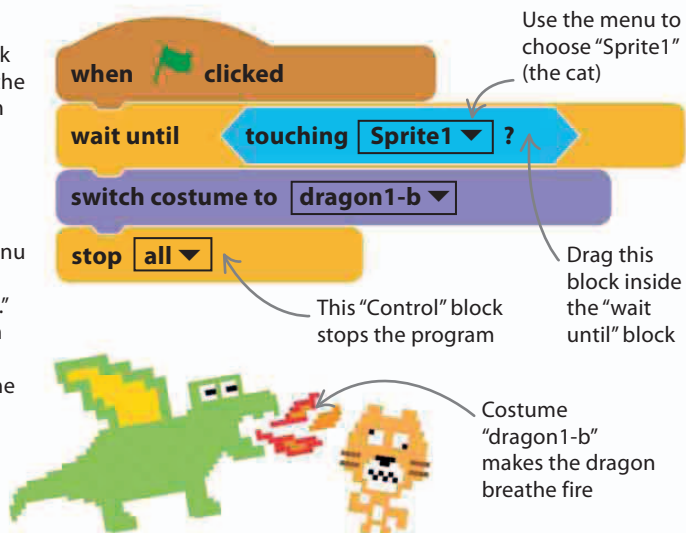 Use the menu to
choose “Sprite1”
(the cat)
when clicked
wait until touching Sprite1 ?
switch costume to dragon1-b
stop all
Drag this
block inside
the “wait
until” block
This “Control” block
stops the program
Costume
“dragon1-b”
makes the dragon
breathe fire